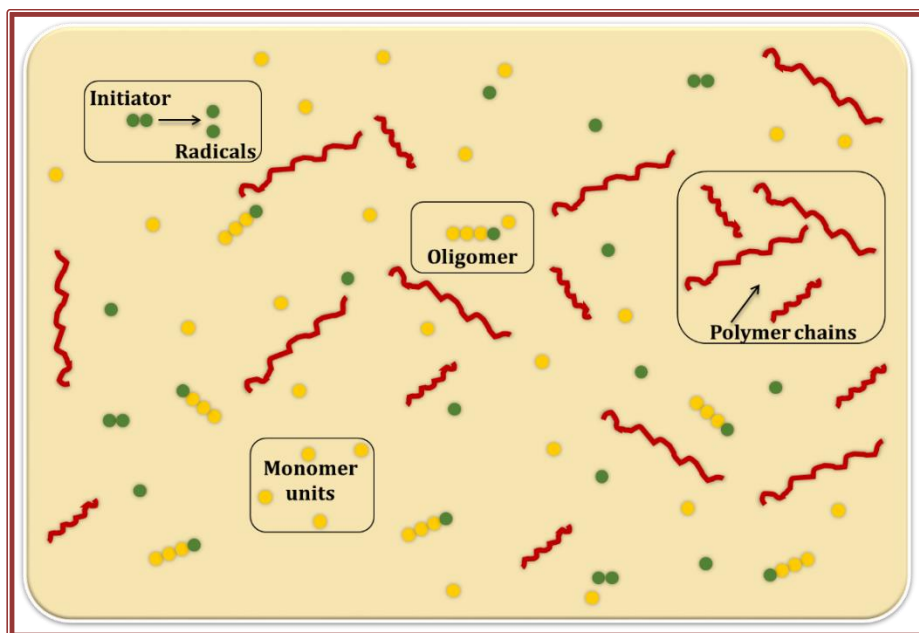 Initiator
Radicals
Oligomer
Polymer chains
Monomer
units